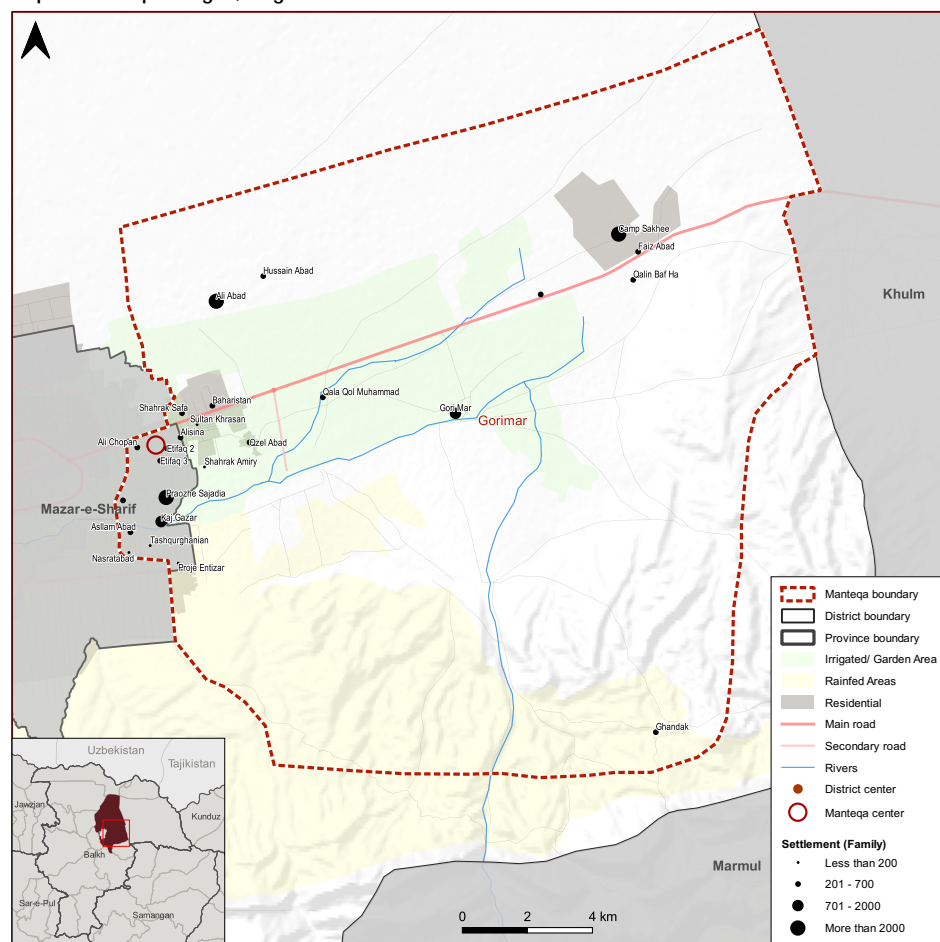 Camp Sakhee
Faiz Abad
Hussain Abad
Qalin Baf Ha
Khulm
Ali Abad
Qala Qol Muhammad
Baharistan
Shahrak Safa
Gori Mar
Gorimar
Sultan Khrasan
Alisina
Ali Chopan
Etifaq 2
Qzel Abad
Etifaq 3
Shahrak Amiry
Praozhe Sajadia
Mazar-e-Sharif
Kaj.Gazar
Asllam Abad
Tashqurghanian
Nasratabad
Proje Entizar
Ghandak
Marmul
Manteqa boundary
District boundary
Province boundary
Irrigated/ Garden Area
Rainfed Areas
Residential
Main road
Secondary road
Rivers
District center
Manteqa center
Settlement (Family)
Less than 200
201 - 700
701 - 2000
More than 2000
Uzbekistan
Tajikistan
Jawzjan
Kunduz
Balkh
Sar-e-Pul
Samangan
0 2 4 km